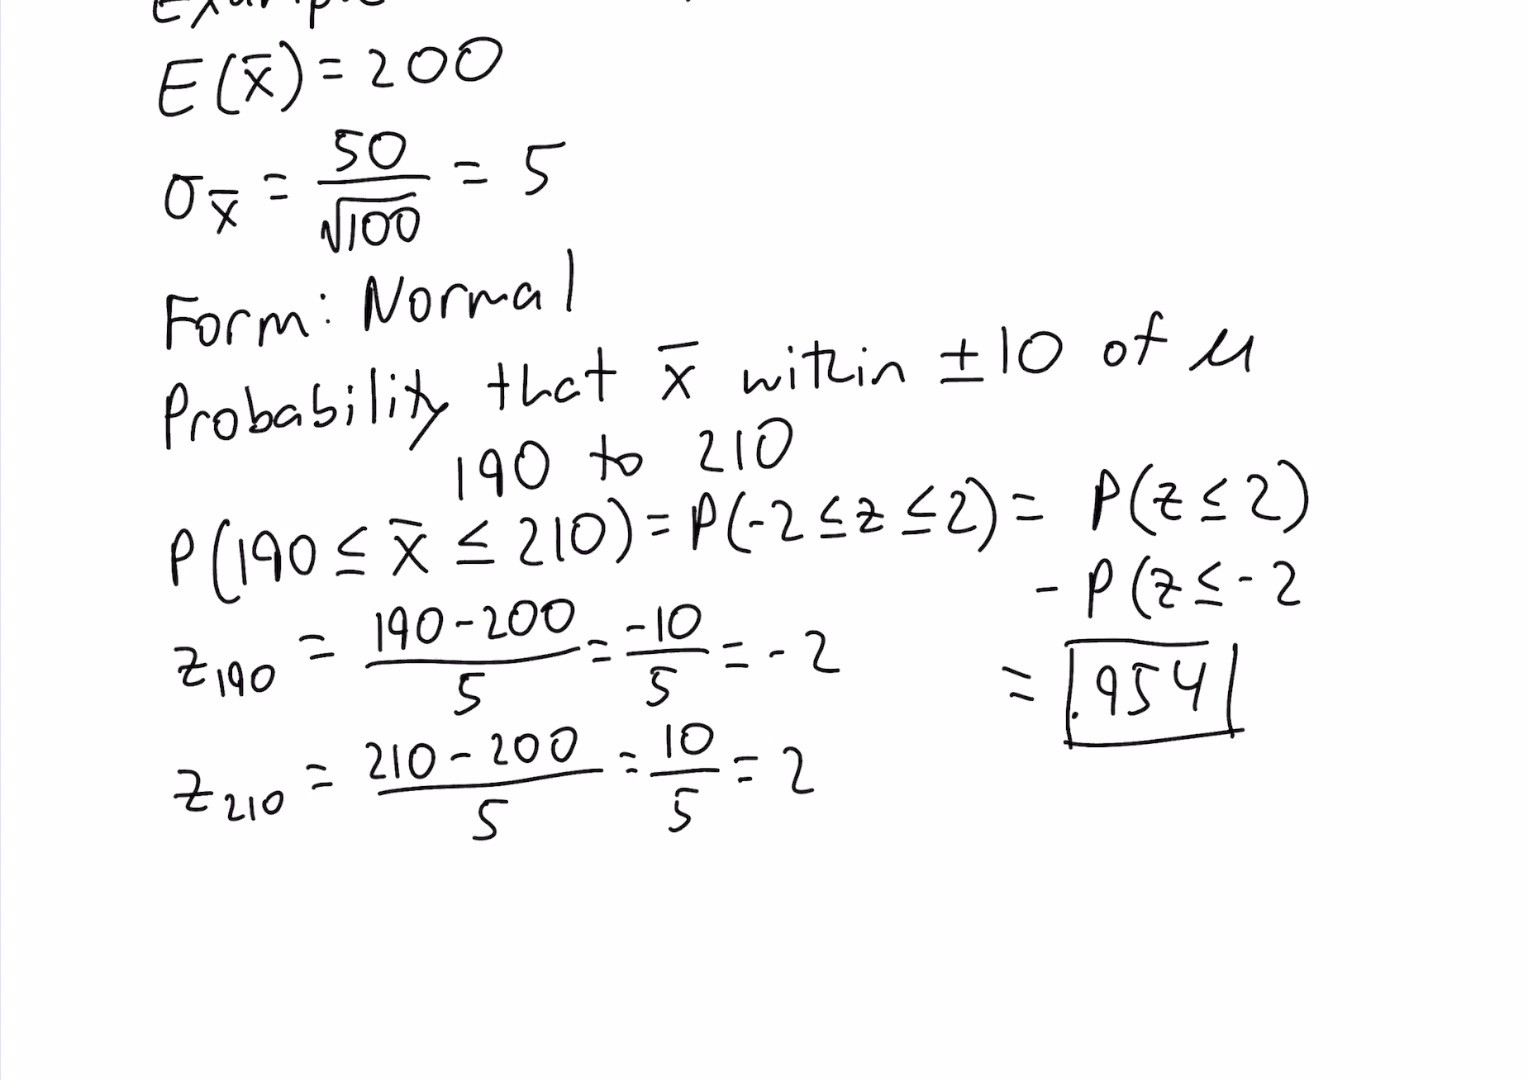 E(x̄) = 200
σx̄ = 50/√100 = 5
Form: Normal
Probability that x̄ within ±10 of μ
190 to 210
P(190 ≤ x̄ ≤ 210) = P(-2 ≤ z ≤ 2) = P(z ≤ 2)
- P(z ≤ -2
z190 = 190-200/5 = -10/5 = -2
= .954
z210 = 210-200/5 = 10/5 = 2